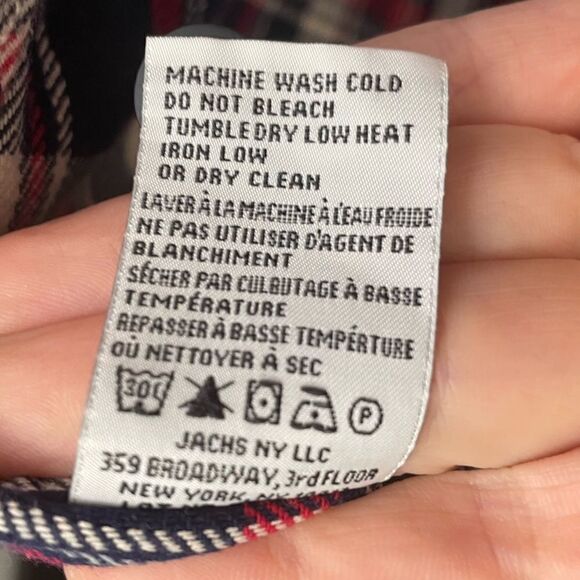 MACHINE WASH COLD
DO NOT BLEACH
TUMBLEDRY LOW HEAT
IRON LOW
OR DRY CLEAN
LAVER À LA MACHINE À L'EAU FROIDE
NE PAS UTILISER D'AGENT DE
BLANCHIMENT
SÉCHER PAR CULBUTAGE À BASSE
TEMPÉRATURE
REPASSER À BASSE TEMPÉRTURE
OÙ NETTOYER À SEC
30C P
JACHS NY LLC
359 BROADWAY, 3rd FLOOR
NEW YORK, NY